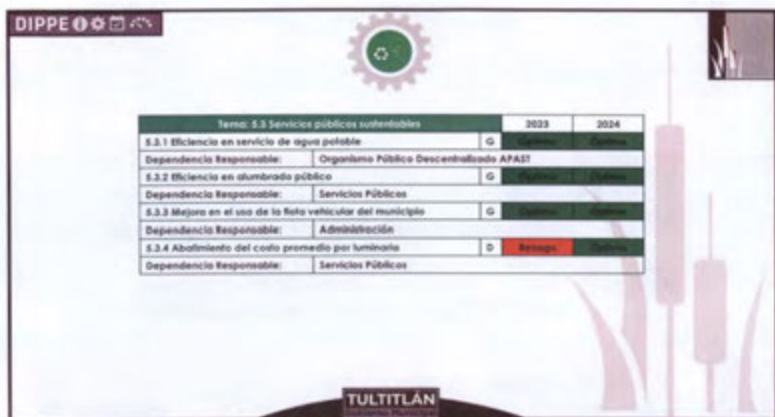 DIPPE
Tema: 5.3 Servicios públicos sustentables 2023 2024
5.3.1 Eficiencia en servicio de agua potable G Óptimo Óptimo
Dependencia Responsable: Organismo Público Descentralizado APAST
5.3.2 Eficiencia en alumbrado público G Óptimo Óptimo
Dependencia Responsable: Servicios Públicos
5.3.3 Mejora en el uso de la flota vehicular del municipio G Óptimo Óptimo
Dependencia Responsable: Administración
5.3.4 Abatimiento del costo promedio por luminaria D Rezago Óptimo
Dependencia Responsable: Servicios Públicos
TULTITLÁN
Gobierno Municipal